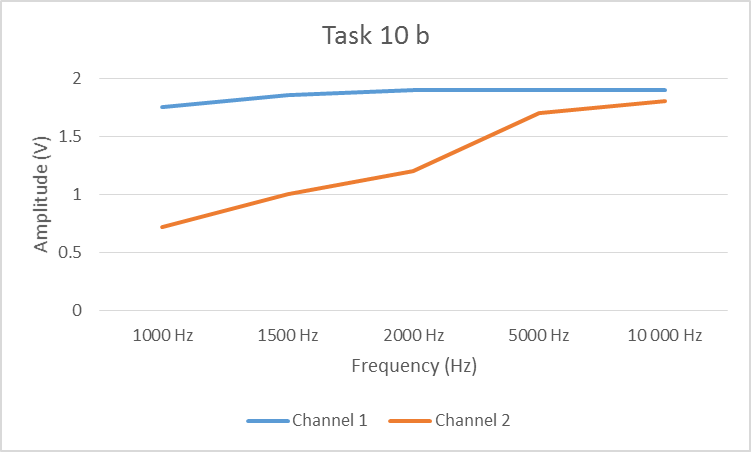 Task 10 b
2
1.5
1
0.5
0
Amplitude (V)
1000 Hz 1500 Hz 2000 Hz 5000 Hz 10 000 Hz
Frequency (Hz)
Channel 1 Channel 2